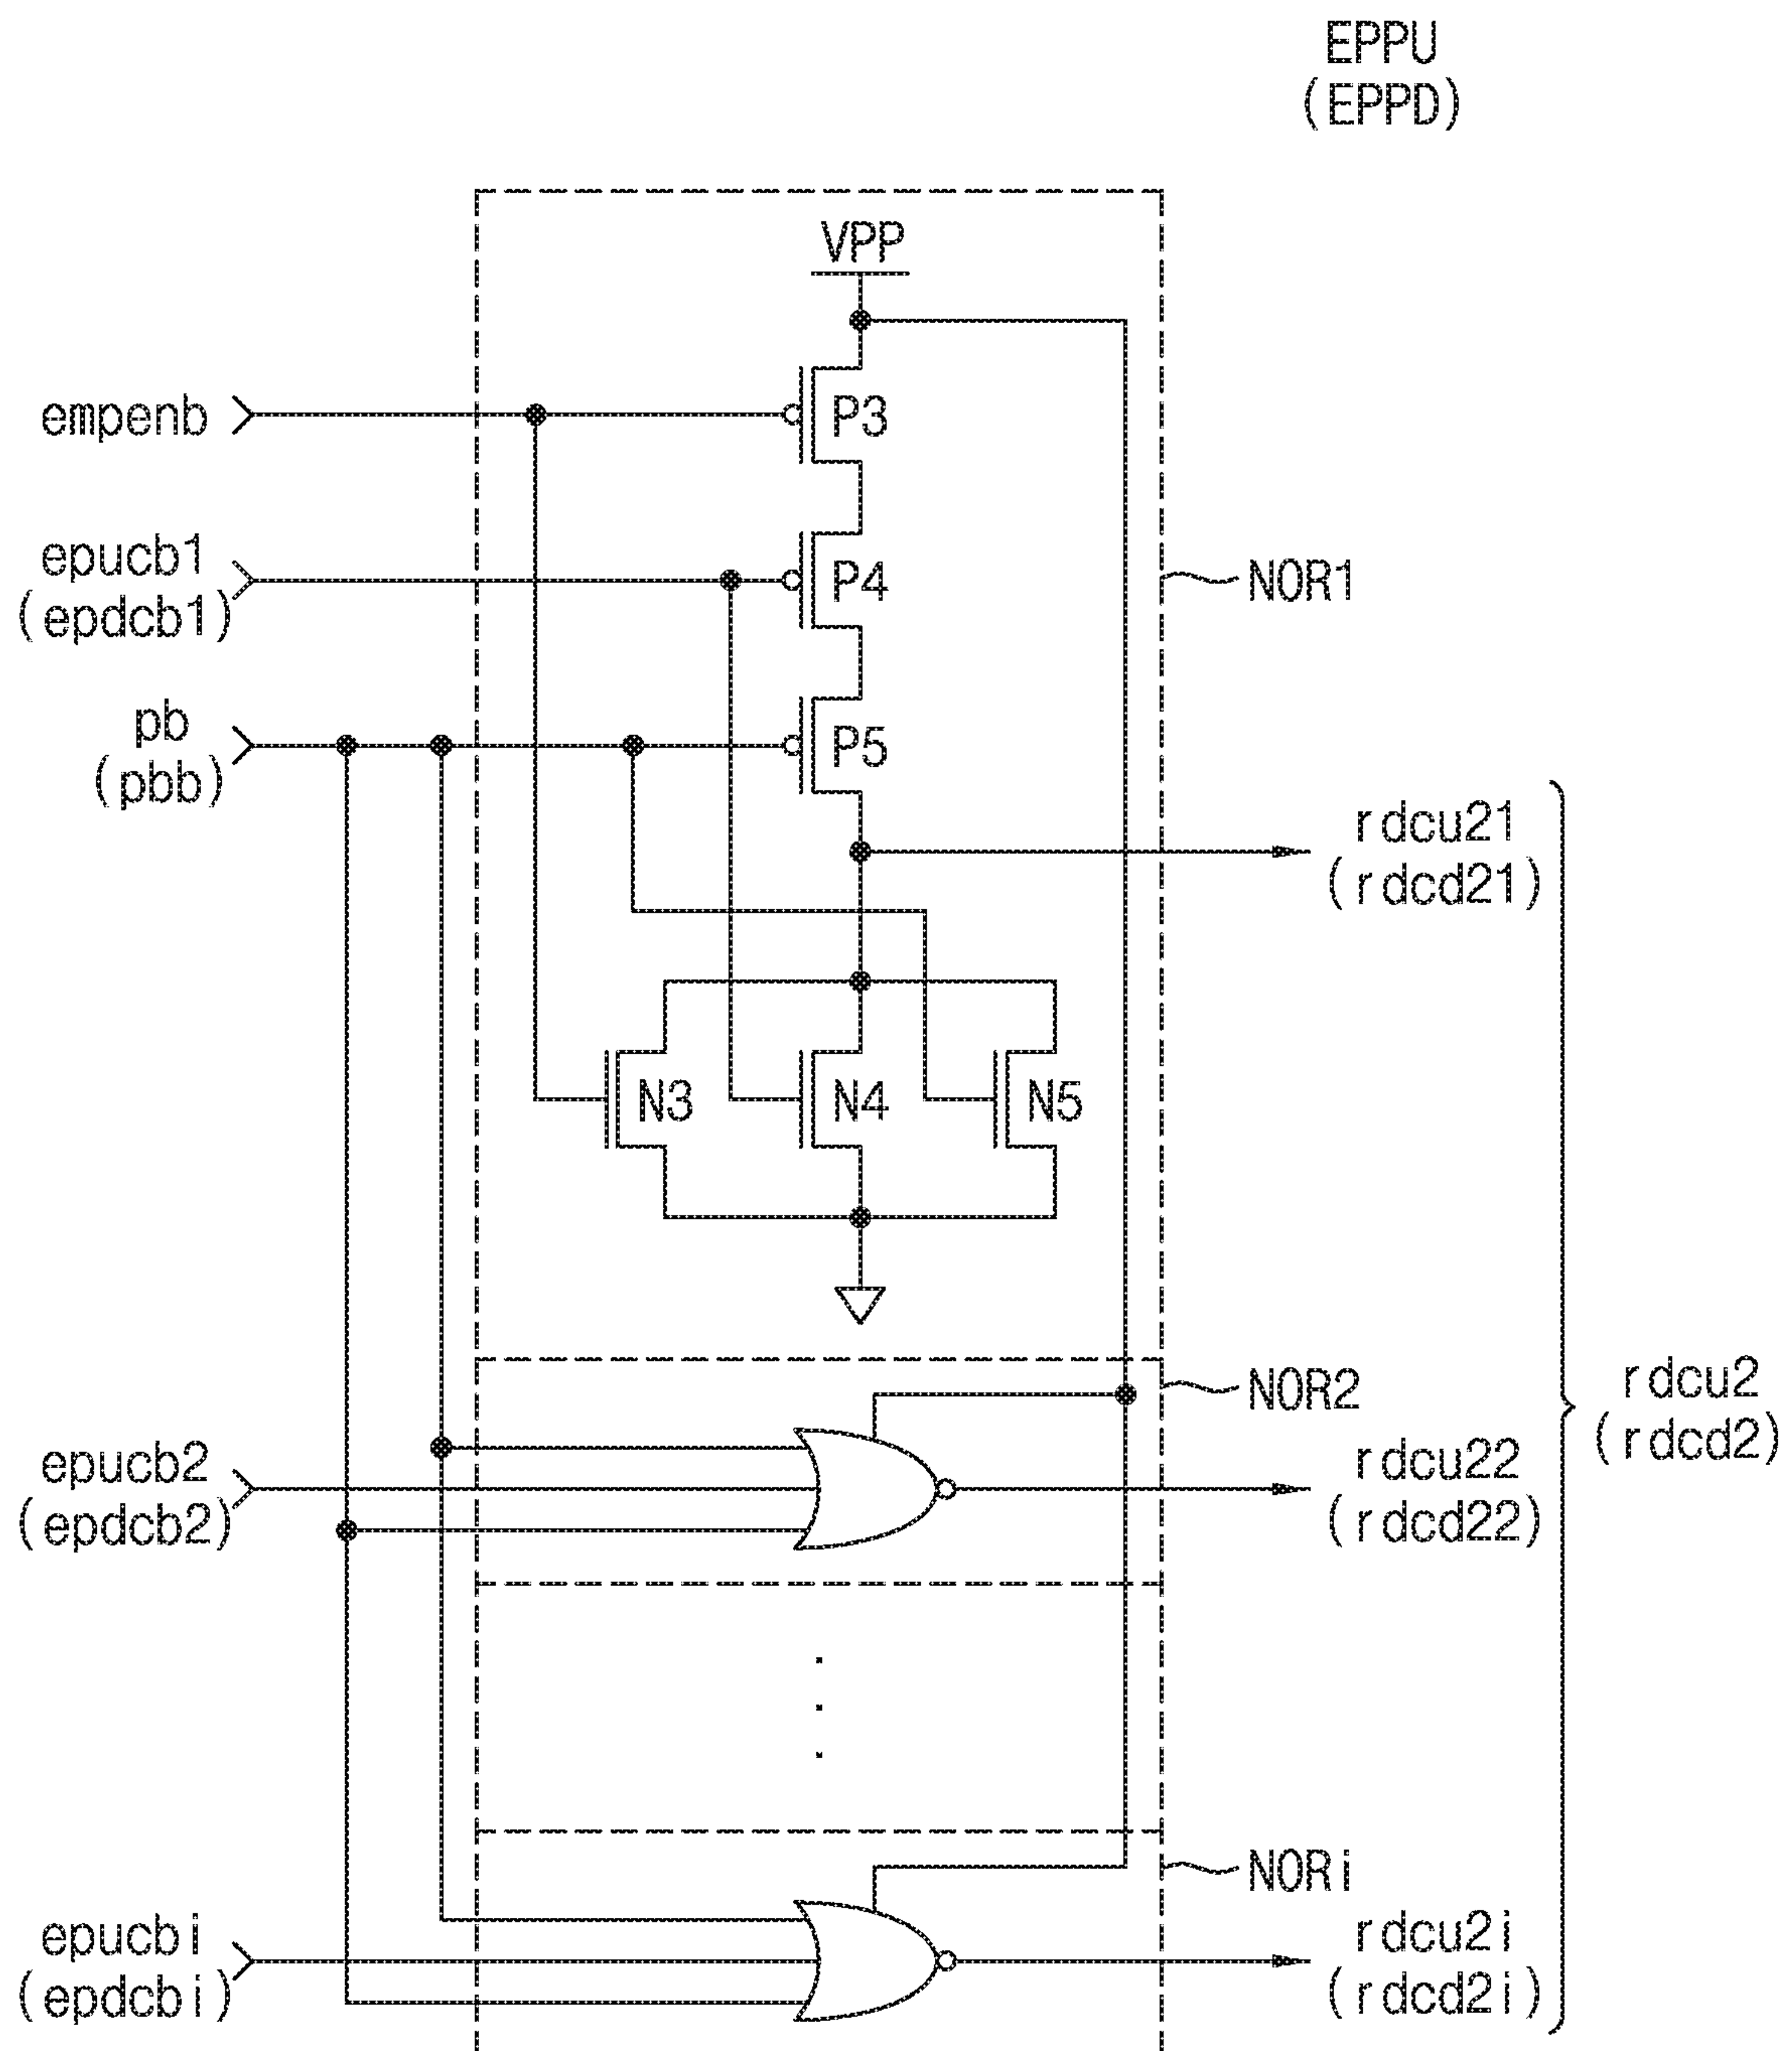 EPPU
(EPPD)
VPP
empenb
P3
epucb1
(epdcb1)
P4
NOR1
pb
(pbb)
P5
rdcu21
(rdcd21)
N3
N4
N5
NOR2
rdcu2
(rdcd2)
epucb2
(epdcb2)
rdcu22
(rdcd22)
NORi
epucbi
(epdcbi)
rdcu2i
(rdcd2i)